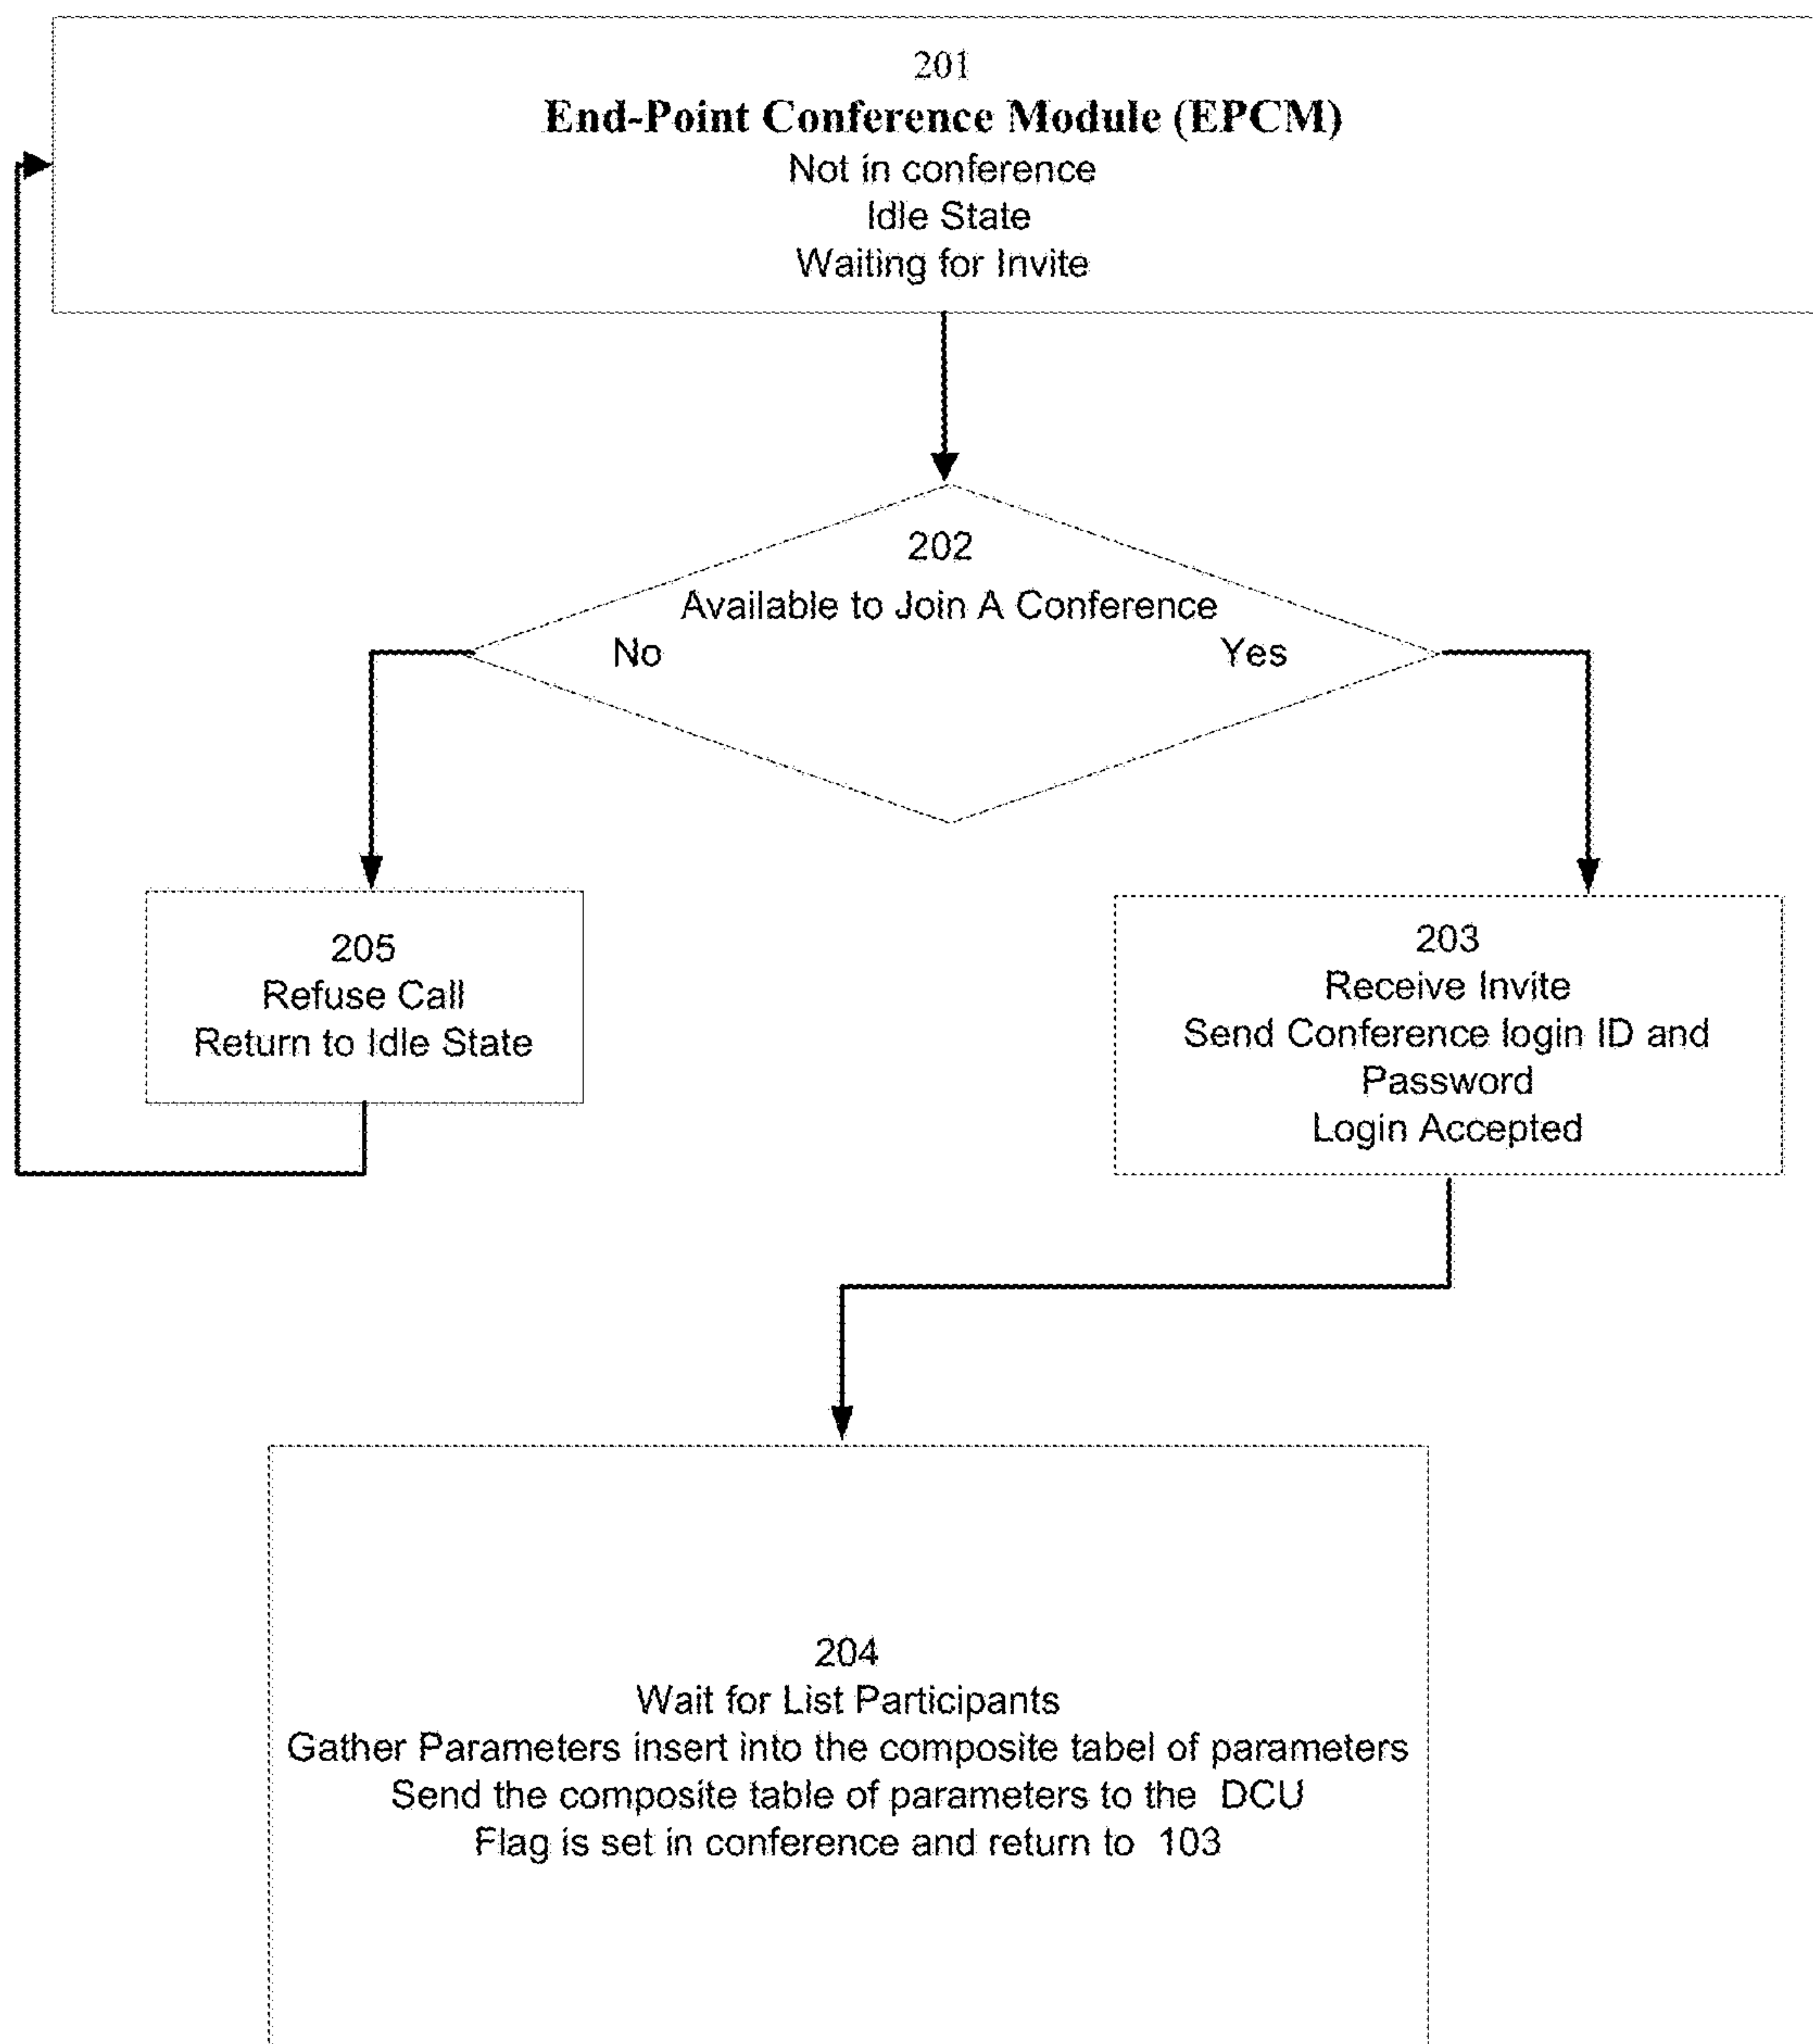 201
End-Point Conference Module (EPCM)
Not in conference
Idle State
Waiting for Invite
202
Available to Join A Conference
No
Yes
205
Refuse Call
Return to Idle State
203
Receive Invite
Send Conference login ID and
Password
Login Accepted
204
Wait for List Participants
Gather Parameters insert into the composite tabel of parameters
Send the composite table of parameters to the DCU
Flag is set in conference and return to 103